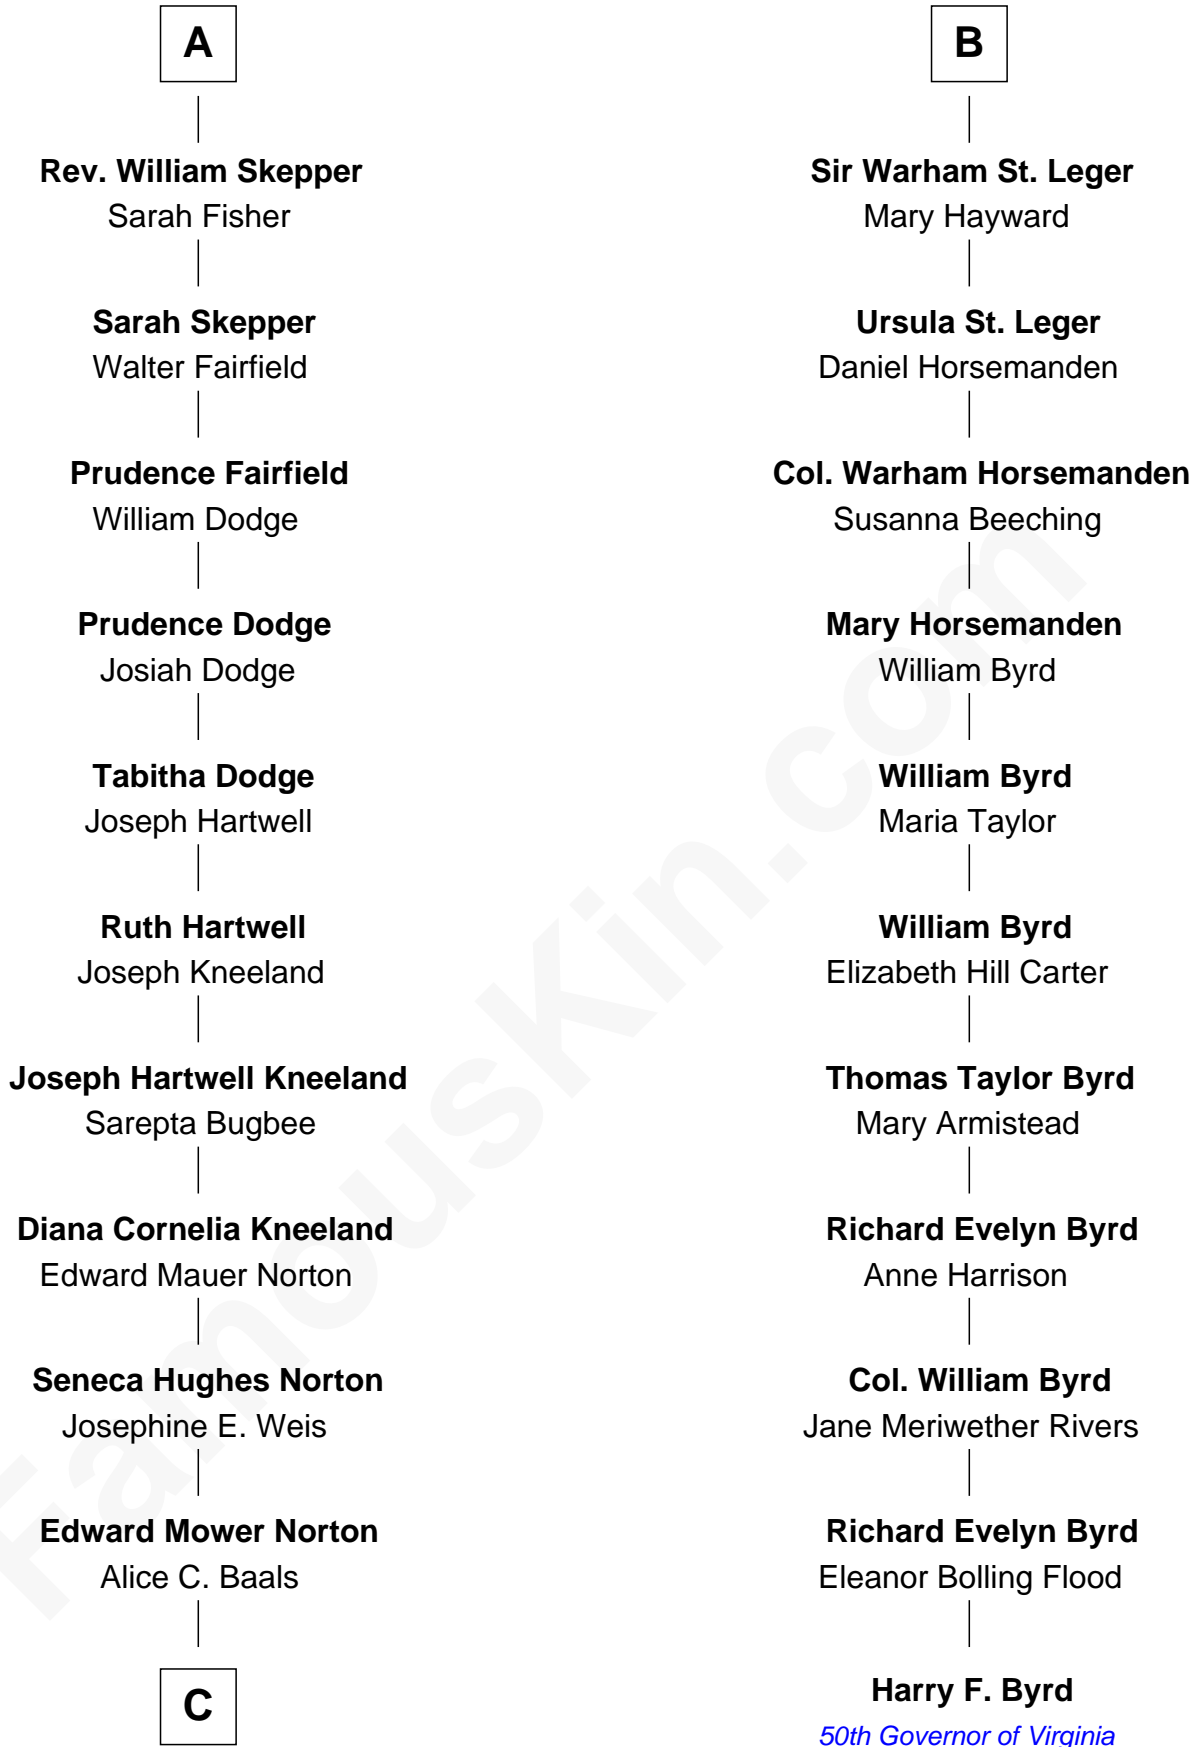 A
Rev. William Skepper
Sarah Fisher
Sarah Skepper
Walter Fairfield
Prudence Fairfield
William Dodge
Prudence Dodge
Josiah Dodge
Tabitha Dodge
Joseph Hartwell
Ruth Hartwell
Joseph Kneeland
Joseph Hartwell Kneeland
Sarepta Bugbee
Diana Cornelia Kneeland
Edward Mauer Norton
Seneca Hughes Norton
Josephine E. Weis
Edward Mower Norton
Alice C. Baals
C
B
Sir Warham St. Leger
Mary Hayward
Ursula St. Leger
Daniel Horsemanden
Col. Warham Horsemanden
Susanna Beeching
Mary Horsemanden
William Byrd
William Byrd
Maria Taylor
William Byrd
Elizabeth Hill Carter
Thomas Taylor Byrd
Mary Armistead
Richard Evelyn Byrd
Anne Harrison
Col. William Byrd
Jane Meriwether Rivers
Richard Evelyn Byrd
Eleanor Bolling Flood
Harry F. Byrd
50th Governor of Virginia
FamousKin.com